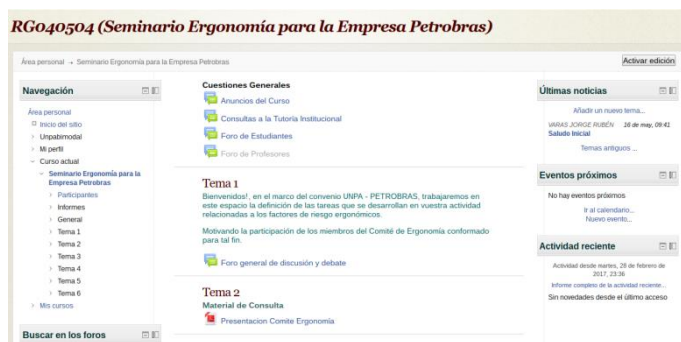 RG040504 (Seminario Ergonomía para la Empresa Petrobras)
Área personal → Seminario Ergonomía para la Empresa Petrobras
Activar edición
Navegación
Área personal
Inicio del sitio
Unpabimodal
Mi perfil
Curso actual
Seminario Ergonomía para la
Empresa Petrobras
Participantes
Informes
General
Tema 1
Tema 2
Tema 3
Tema 4
Tema 5
Tema 6
Mis cursos
Buscar en los foros
Cuestiones Generales
Anuncios del Curso
Consultas a la Tutoría Institucional
Foro de Estudiantes
Foro de Profesores
Tema 1
Bienvenidos!, en el marco del convenio UNPA - PETROBRAS, trabajaremos en
este espacio la definición de las tareas que se desarrollan en vuestra actividad
relacionadas a los factores de riesgo ergonómicos.
Motivando la participación de los miembros del Comité de Ergonomía conformado
para tal fin.
Foro general de discusión y debate
Tema 2
Material de Consulta
Presentacion Comite Ergonomia
Últimas noticias
Añadir un nuevo tema...
VARAS JORGE RUBÉN 16 de may, 09:41
Saludo Inicial
Temas antiguos ...
Eventos próximos
No hay eventos próximos
Ir al calendario...
Nuevo evento...
Actividad reciente
Actividad desde martes, 28 de febrero de
2017, 23:36
Informe completo de la actividad reciente...
Sin novedades desde el último acceso